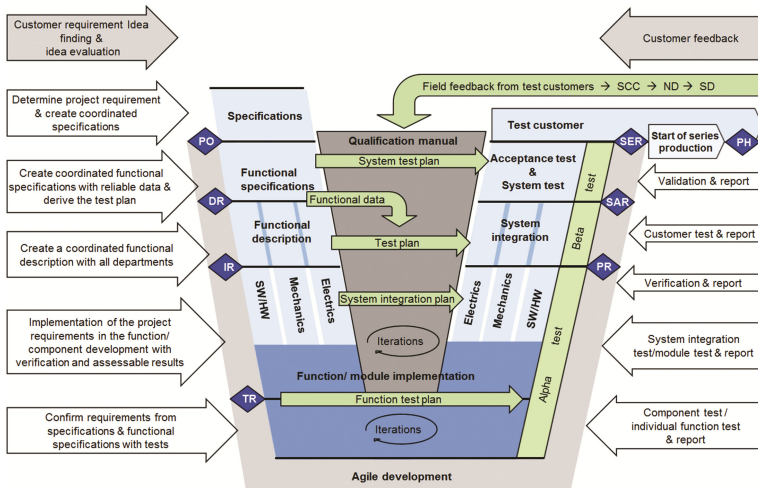 Customer requirement Idea
finding &
idea evaluation
Customer feedback
Field feedback from test customers → SCC → ND → SD
Determine project requirement
& create coordinated
specifications
Specifications
Qualification manual
Test customer
PO
SER
Start of series
production
PH
System test plan
Acceptance test
&
System test
test
Create coordinated functional
specifications with reliable data &
derive the test plan
Functional
specifications
Validation & report
DR
Functional data
SAR
Functional
description
Test plan
System
integration
Beta
Customer test & report
Create a coordinated functional
description with all departments
IR
PR
SW/HW
Mechanics
Electrics
System integration plan
Electrics
Mechanics
SW/HW
Verification & report
Implementation of the project
requirements in the function/
component development with
verification and assessable results
Iterations
test
System integration
test/module test & report
Function/ module implementation
TR
Function test plan
Alpha
Confirm requirements from
specifications & functional
specifications with tests
Iterations
Component test /
individual function test
& report
Agile development